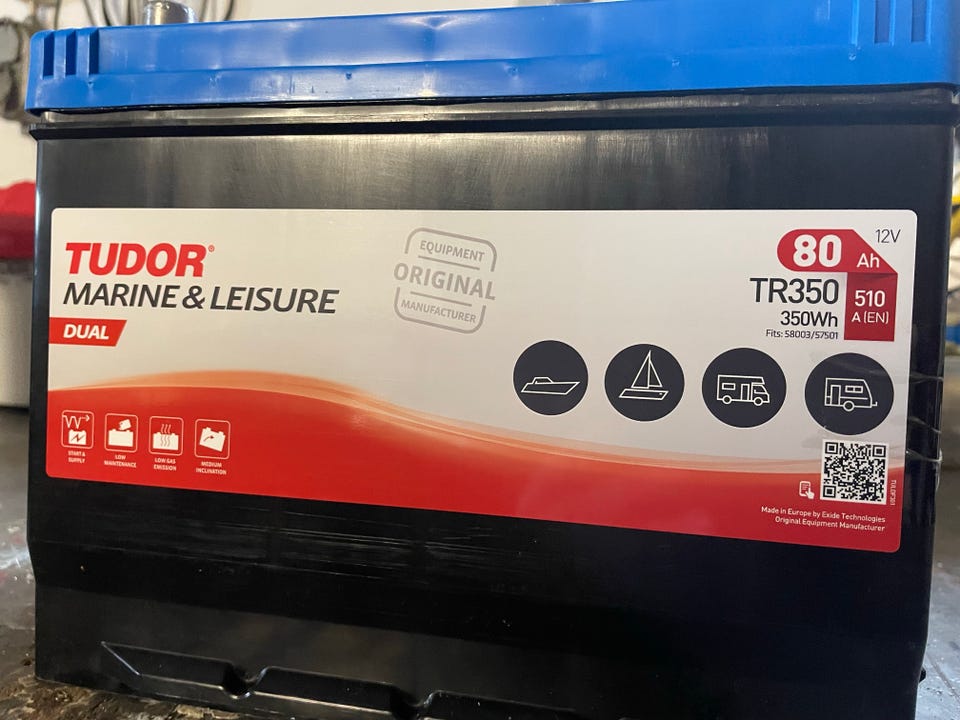 TUDOR®
MARINE & LEISURE
DUAL
EQUIPMENT
ORIGINAL
MANUFACTURER
80 Ah
12V
TR350
510
A (EN)
350Wh
Fits: 58003/57501
START &
SUPPLY
LOW
MAINTENANCE
LOW GAS
EMISSION
MEDIUM
INCLINATION
Made in Europe by Exide Technologies
Original Equipment Manufacturer